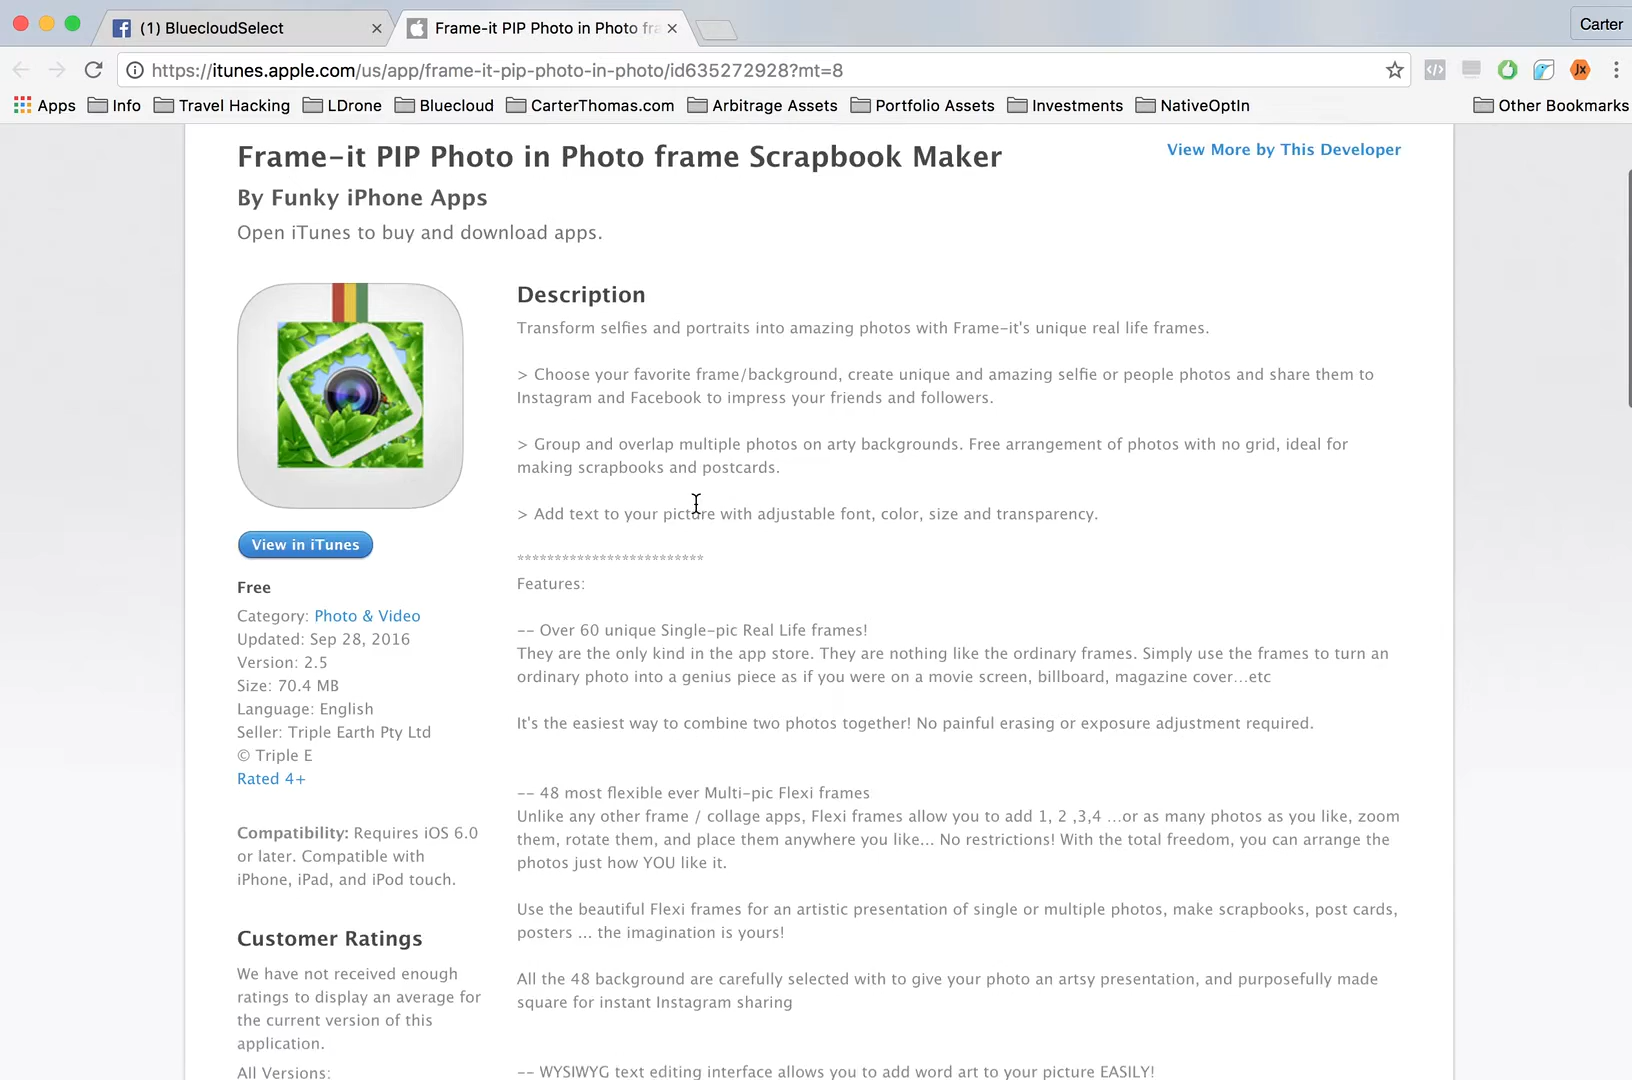 (1) BluecloudSelect
Frame-it PIP Photo in Photo fra
Carter
https://itunes.apple.com/us/app/frame-it-pip-photo-in-photo/id635272928?mt=8
Apps Info Travel Hacking LDrone Bluecloud CarterThomas.com Arbitrage Assets Portfolio Assets Investments NativeOptIn Other Bookmarks
Frame-it PIP Photo in Photo frame Scrapbook Maker
View More by This Developer
By Funky iPhone Apps
Open iTunes to buy and download apps.
View in iTunes
Free
Category: Photo & Video
Updated: Sep 28, 2016
Version: 2.5
Size: 70.4 MB
Language: English
Seller: Triple Earth Pty Ltd
© Triple E
Rated 4+
Compatibility: Requires iOS 6.0
or later. Compatible with
iPhone, iPad, and iPod touch.
Customer Ratings
We have not received enough
ratings to display an average for
the current version of this
application.
All Versions:
Description
Transform selfies and portraits into amazing photos with Frame-it's unique real life frames.
> Choose your favorite frame/background, create unique and amazing selfie or people photos and share them to
Instagram and Facebook to impress your friends and followers.
> Group and overlap multiple photos on arty backgrounds. Free arrangement of photos with no grid, ideal for
making scrapbooks and postcards.
> Add text to your picture with adjustable font, color, size and transparency.
*************************
Features:
-- Over 60 unique Single-pic Real Life frames!
They are the only kind in the app store. They are nothing like the ordinary frames. Simply use the frames to turn an
ordinary photo into a genius piece as if you were on a movie screen, billboard, magazine cover...etc
It's the easiest way to combine two photos together! No painful erasing or exposure adjustment required.
-- 48 most flexible ever Multi-pic Flexi frames
Unlike any other frame / collage apps, Flexi frames allow you to add 1, 2 ,3,4 ...or as many photos as you like, zoom
them, rotate them, and place them anywhere you like... No restrictions! With the total freedom, you can arrange the
photos just how YOU like it.
Use the beautiful Flexi frames for an artistic presentation of single or multiple photos, make scrapbooks, post cards,
posters ... the imagination is yours!
All the 48 background are carefully selected with to give your photo an artsy presentation, and purposefully made
square for instant Instagram sharing
-- WYSIWYG text editing interface allows you to add word art to your picture EASILY!